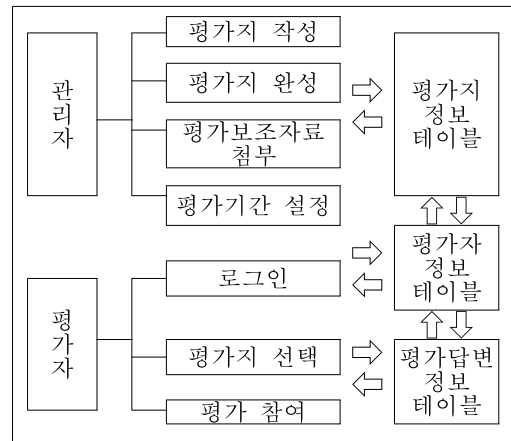 관
리
자
평가지 작성
평가지 완성
평가보조자료
첨부
평가기간 설정
평가지
정보
테이블
평
가
자
로그인
평가지 선택
평가 참여
평가자
정보
테이블
평가답변
정보
테이블